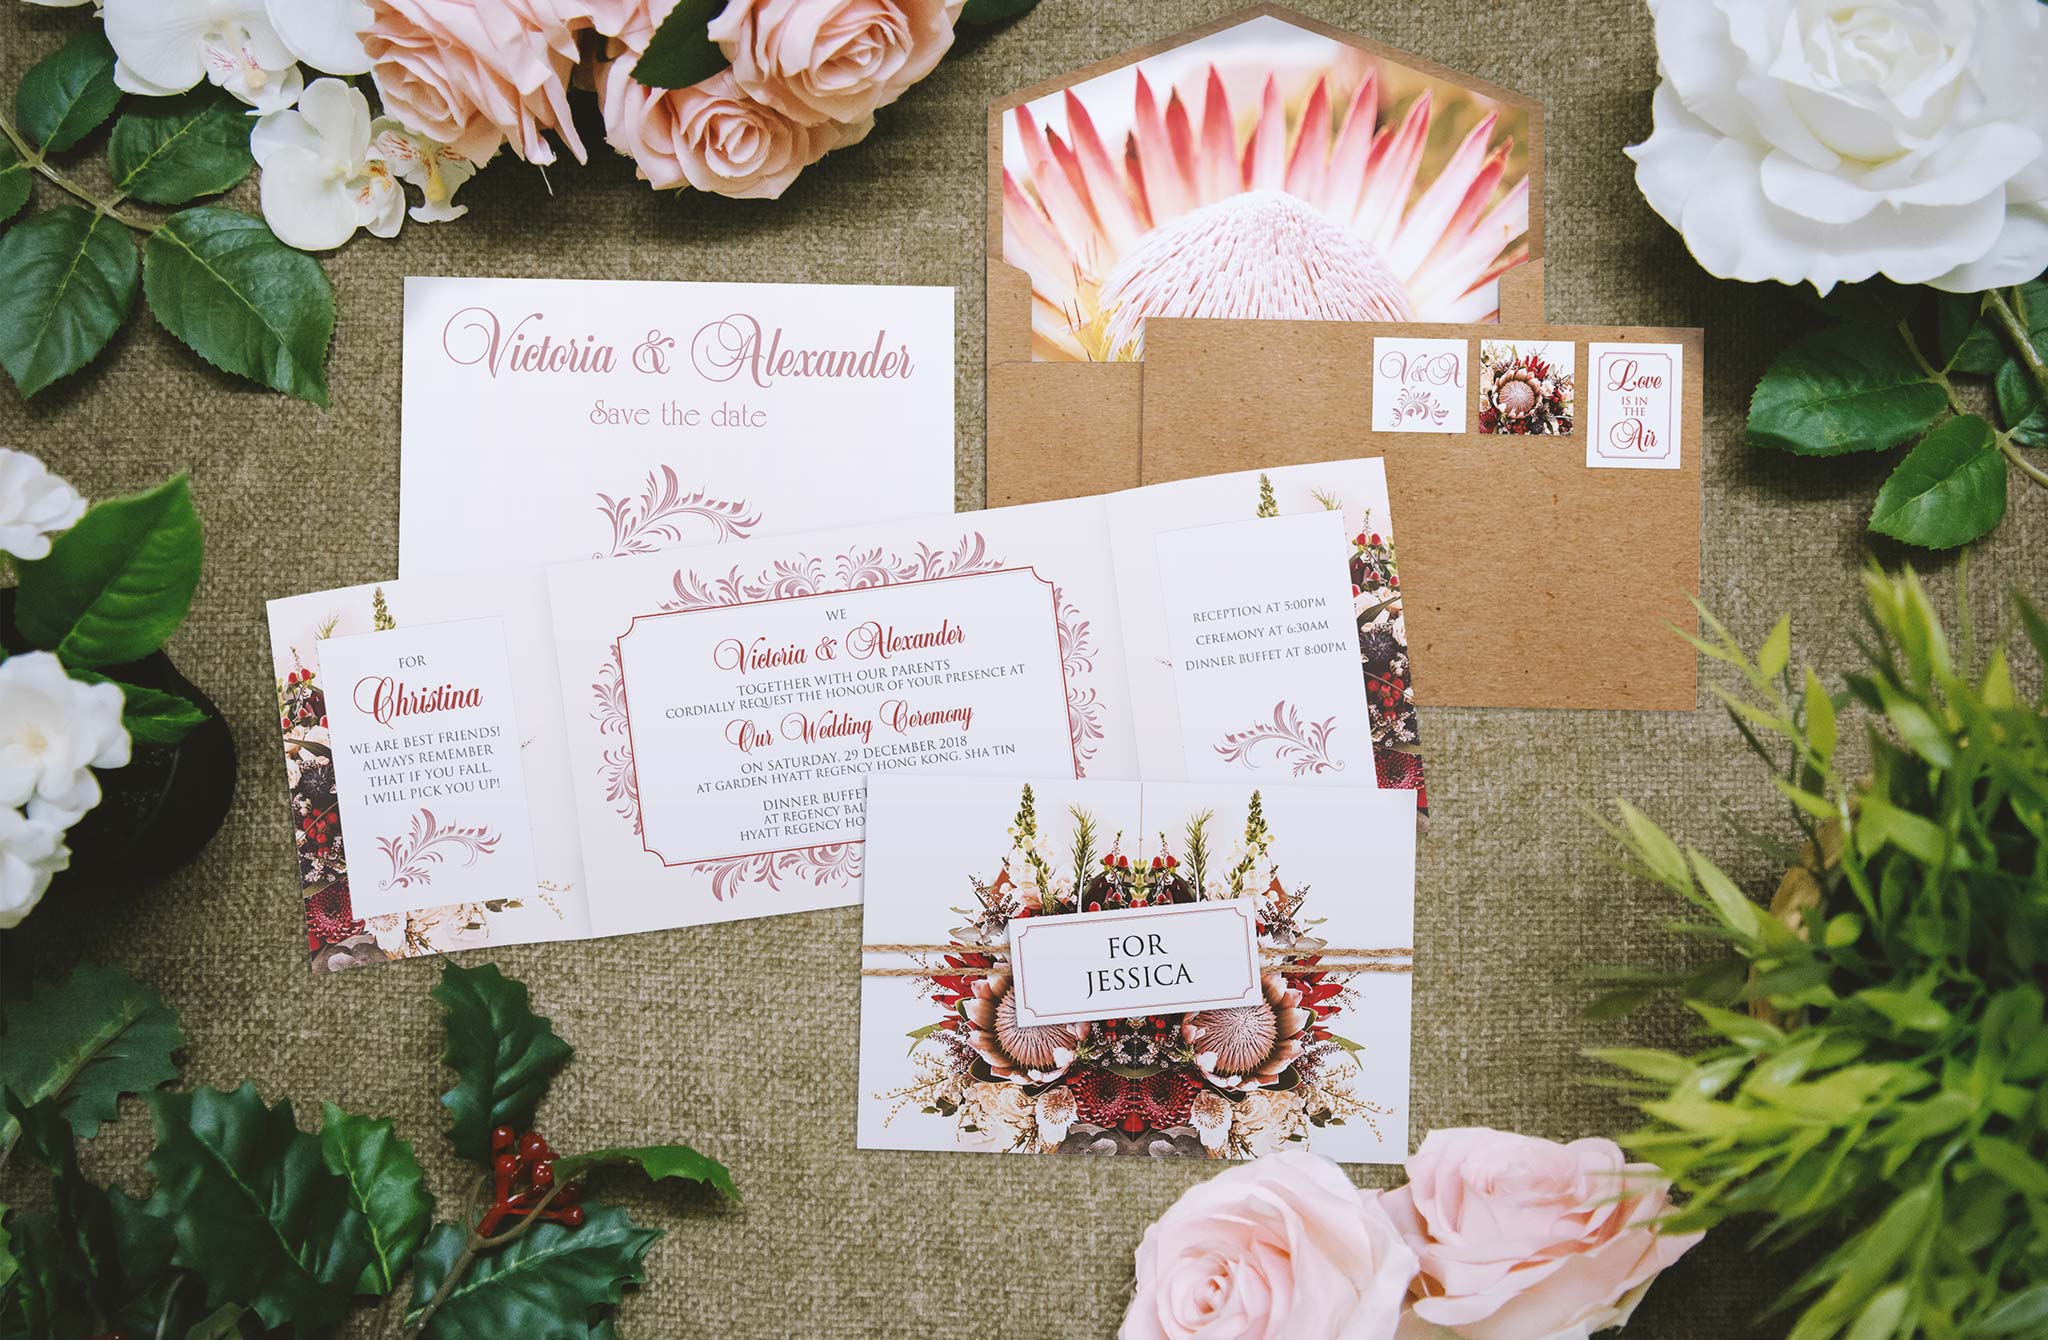 Victoria & Alexander
Save the date
V&A
Love
IS IN
THE
Air
FOR
Christina
WE ARE BEST FRIENDS!
ALWAYS REMEMBER
THAT IF YOU FALL,
I WILL PICK YOU UP!
WE
Victoria & Alexander
TOGETHER WITH OUR PARENTS
CORDIALLY REQUEST THE HONOUR OF YOUR PRESENCE AT
Our Wedding Ceremony
ON SATURDAY, 29 DECEMBER 2018
AT GARDEN HYATT REGENCY HONG KONG, SHA TIN
DINNER BUFFET
AT REGENCY BAL
HYATT REGENCY HO
RECEPTION AT 5:00PM
CEREMONY AT 6:30AM
DINNER BUFFET AT 8:00PM
FOR
JESSICA